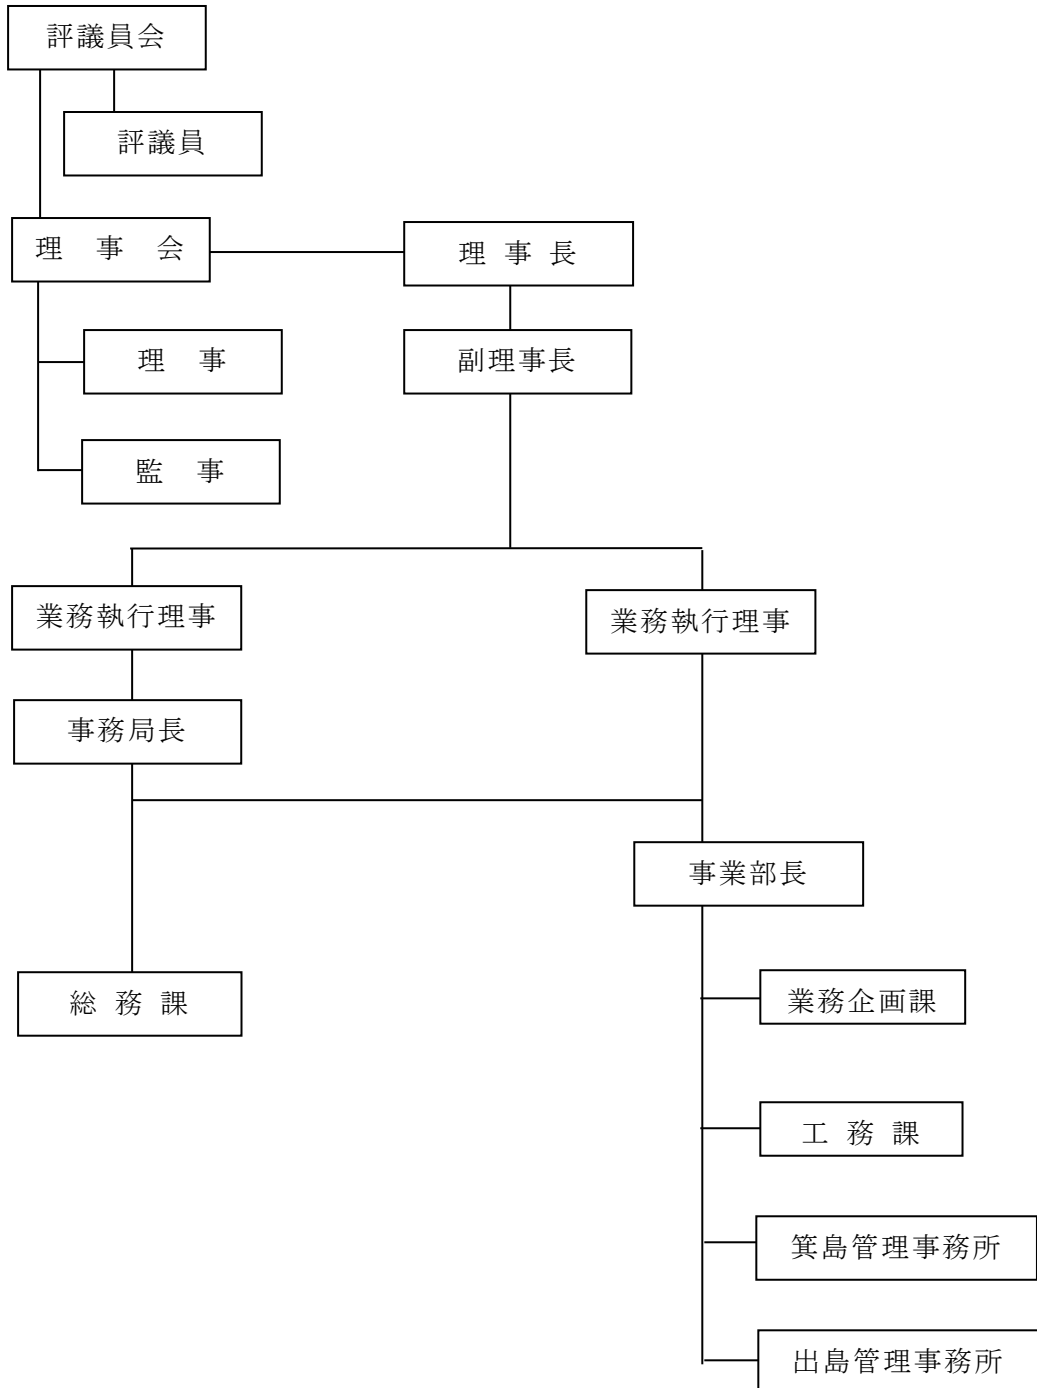 評議員会
評議員
理 事 会
理 事 長
理 事
副理事長
監 事
業務執行理事
業務執行理事
事務局長
事業部長
総 務 課
業務企画課
工 務 課
箕島管理事務所
出島管理事務所